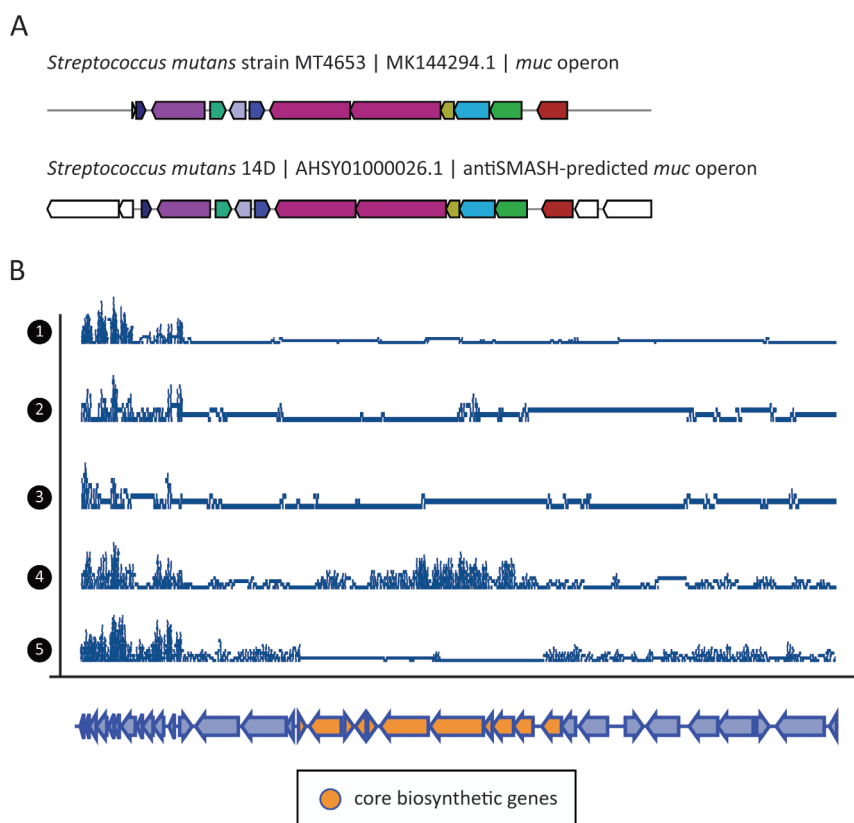 A
Streptococcus mutans strain MT4653 | MK144294.1 | muc operon
Streptococcus mutans 14D | AHSY01000026.1 | antiSMASH-predicted muc operon
B
1
2
3
4
5
core biosynthetic genes